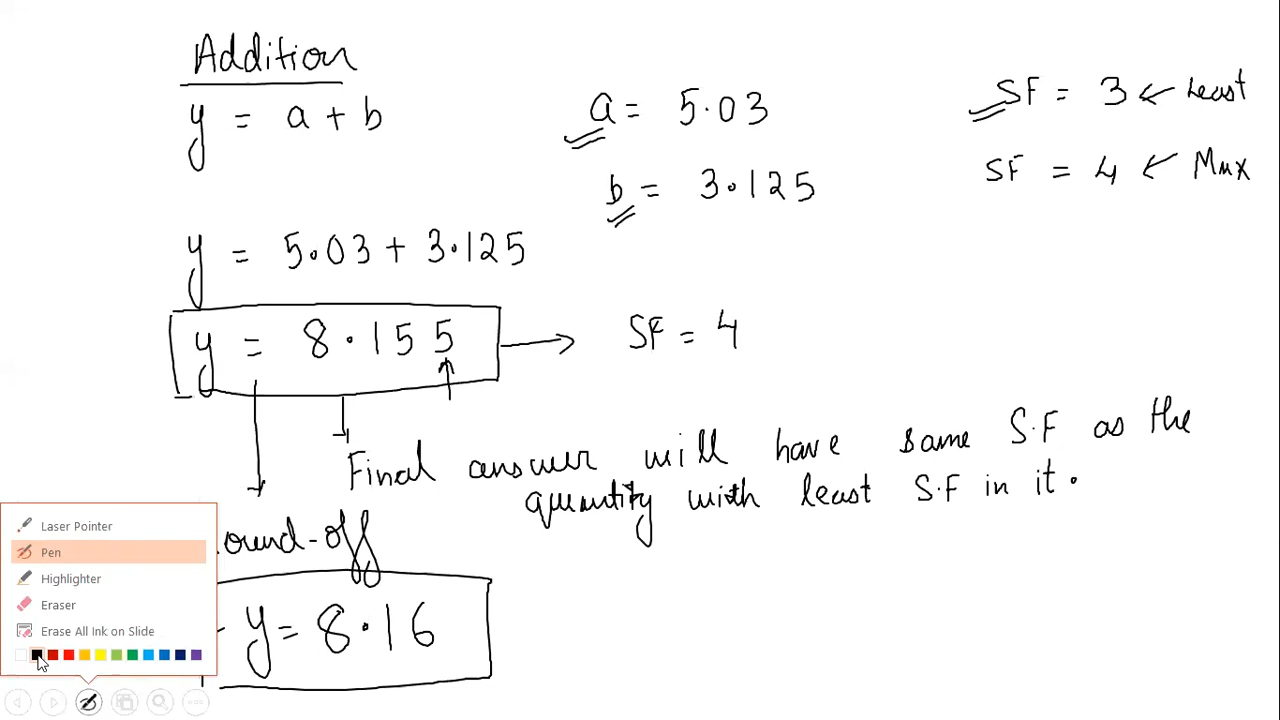 Addition
y = a + b
a = 5.03
SF = 3 ← Least
b = 3.125
SF = 4 ← Max
y = 5.03 + 3.125
y = 8.155 → SF = 4
Final answer will have same S.F as the
quantity with least S.F in it.
ound-off
y = 8.16
Laser Pointer
Pen
Highlighter
Eraser
Erase All Ink on Slide